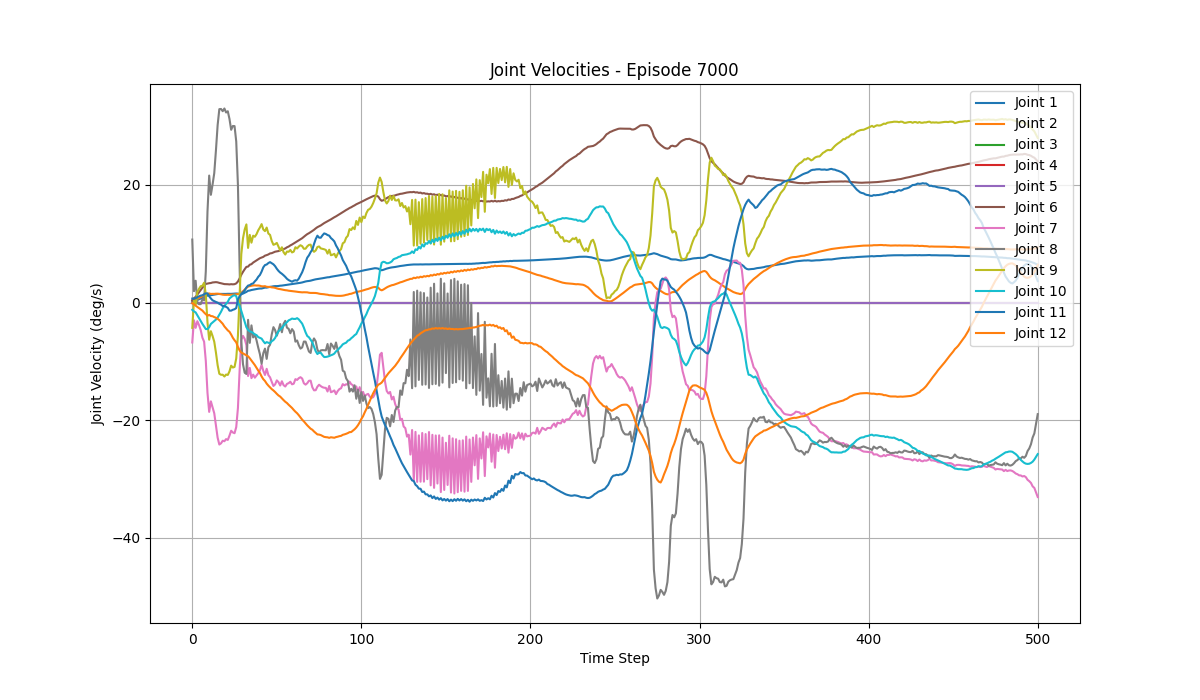 Joint Velocities - Episode 7000
Joint Velocity (deg/s)
20
0
−20
−40
0 100 200 300 400 500
Time Step
Joint 1
Joint 2
Joint 3
Joint 4
Joint 5
Joint 6
Joint 7
Joint 8
Joint 9
Joint 10
Joint 11
Joint 12